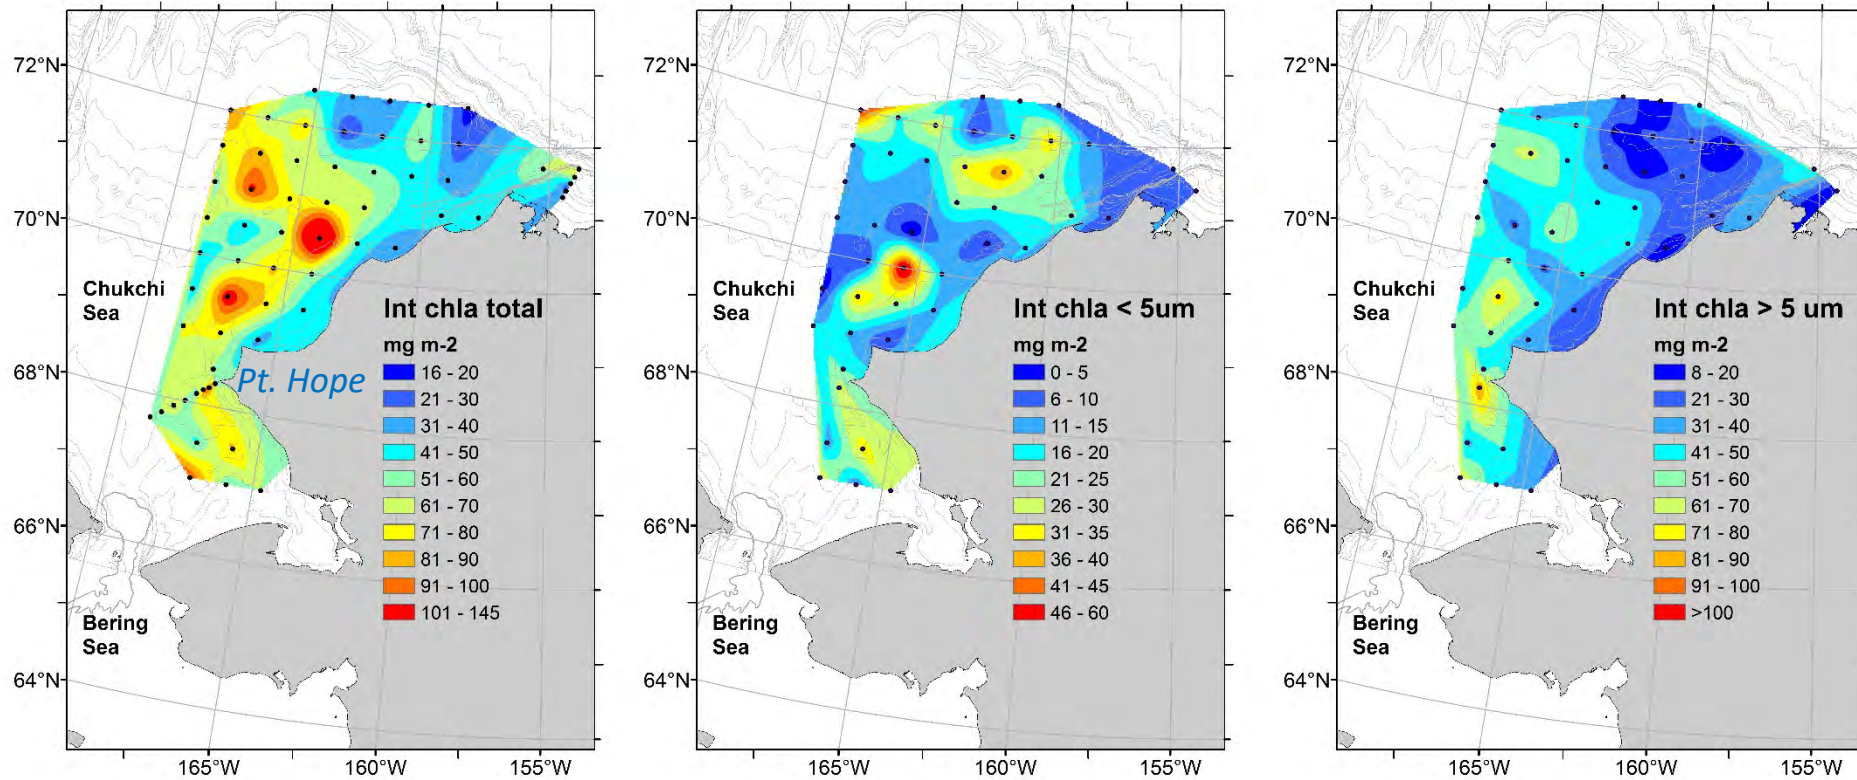 72°N
70°N
68°N
66°N
64°N
Chukchi
Sea
Bering
Sea
Pt. Hope
Int chla total
mg m-2
16 - 20
21 - 30
31 - 40
41 - 50
51 - 60
61 - 70
71 - 80
81 - 90
91 - 100
101 - 145
165°W
160°W
155°W
72°N
70°N
68°N
66°N
64°N
Chukchi
Sea
Bering
Sea
Int chla < 5um
mg m-2
0 - 5
6 - 10
11 - 15
16 - 20
21 - 25
26 - 30
31 - 35
36 - 40
41 - 45
46 - 60
165°W
160°W
155°W
72°N
70°N
68°N
66°N
64°N
Chukchi
Sea
Bering
Sea
Int chla > 5 um
mg m-2
8 - 20
21 - 30
31 - 40
41 - 50
51 - 60
61 - 70
71 - 80
81 - 90
91 - 100
>100
165°W
160°W
155°W